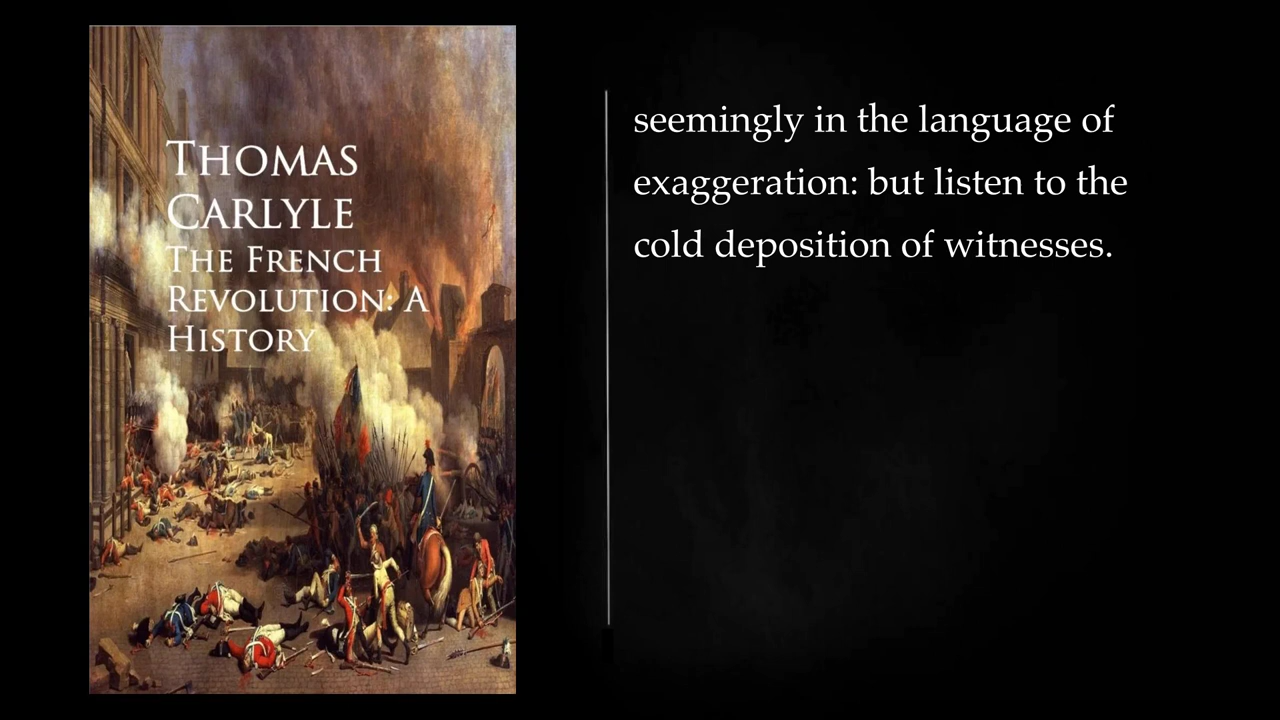 THOMAS
CARLYLE
THE FRENCH
REVOLUTION: A
HISTORY
seemingly in the language of
exaggeration: but listen to the
cold deposition of witnesses.